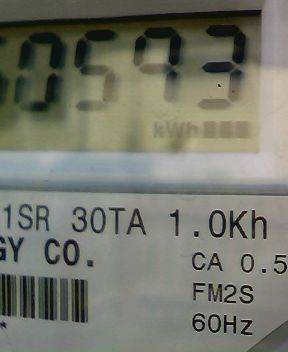 0593
kWh
1SR 30TA 1.0Kh
GY CO.
CA 0.5
FM2S
60Hz